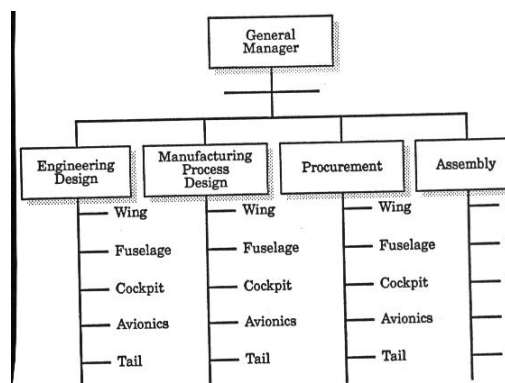 General
Manager
Engineering
Design
Manufacturing
Process
Design
Procurement
Assembly
Wing
Fuselage
Cockpit
Avionics
Tail
Wing
Fuselage
Cockpit
Avionics
Tail
Wing
Fuselage
Cockpit
Avionics
Tail